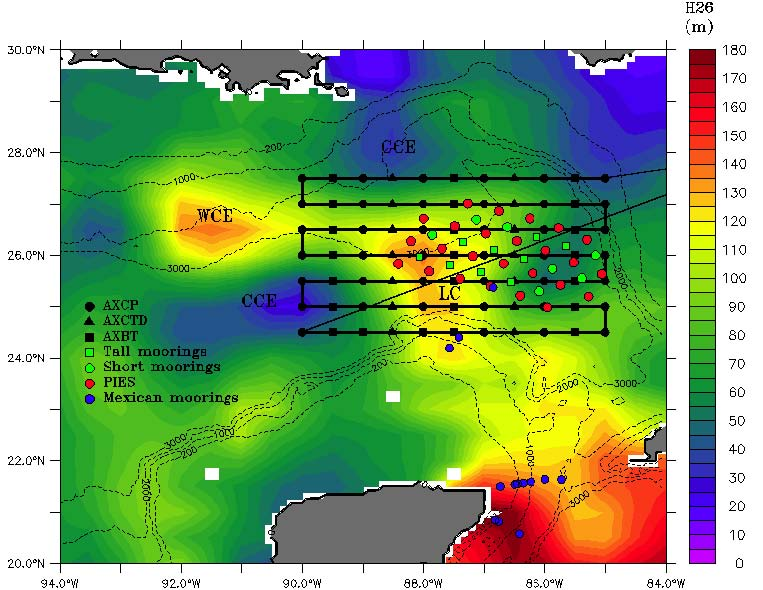 H26
(m)
30.0°N
180
170
200
160
CCE
28.0°N
150
1000
140
130
WCE
120
3000
110
26.0°N
100
CCE
LC
90
AXCP
AXCTD
80
AXBT
Tall moorings
24.0°N
70
Short moorings
2000
3000
60
PIES
Mexican moorings
50
3000
1000
200
40
22.0°N
1000
30
3000
3000
20
10
20.0°N
0
94.0°W 92.0°W 90.0°W 88.0°W 86.0°W 84.0°W